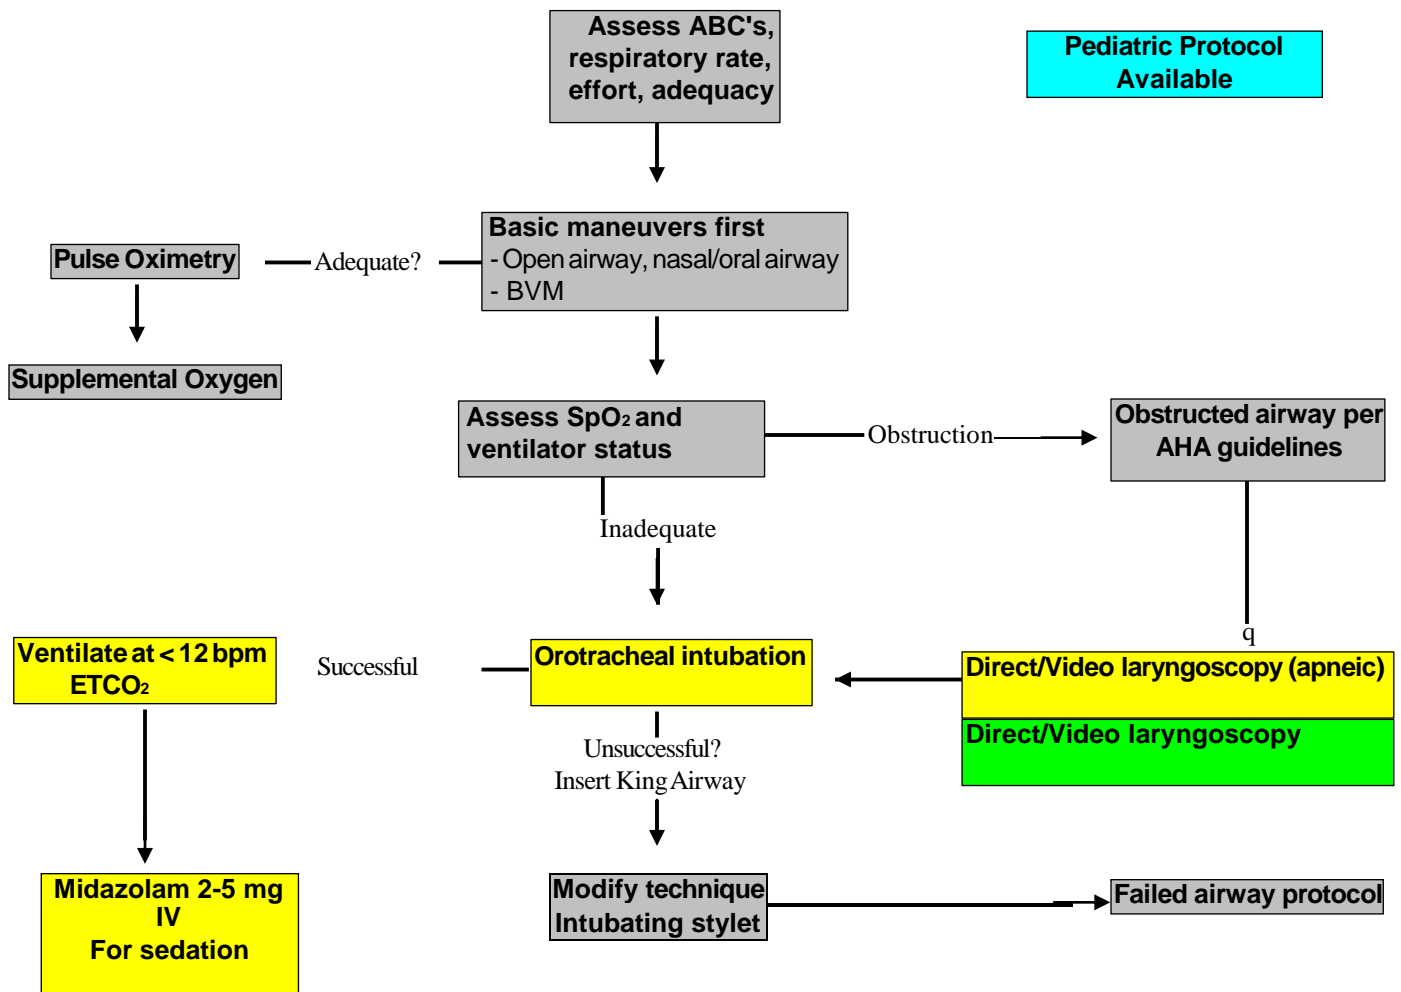 Assess ABC's,
respiratory rate,
effort, adequacy
Pediatric Protocol
Available
Basic maneuvers first
- Open airway, nasal/oral airway
- BVM
Adequate?
Pulse Oximetry
Supplemental Oxygen
Assess SpO2 and
ventilator status
Obstruction
Obstructed airway per
AHA guidelines
Inadequate
q
Ventilate at < 12 bpm
ETCO2
Successful
Orotracheal intubation
Direct/Video laryngoscopy (apneic)
Direct/Video laryngoscopy
Unsuccessful?
Insert King Airway
Midazolam 2-5 mg
IV
For sedation
Modify technique
Intubating stylet
Failed airway protocol